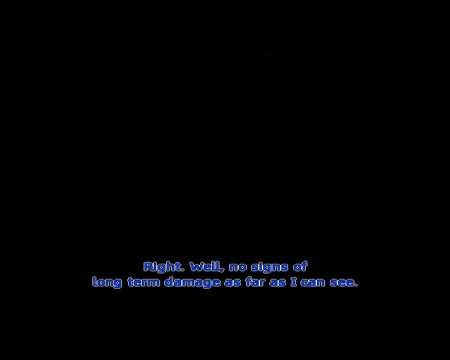 Right. Well, no signs of
long term damage as far as I can see.